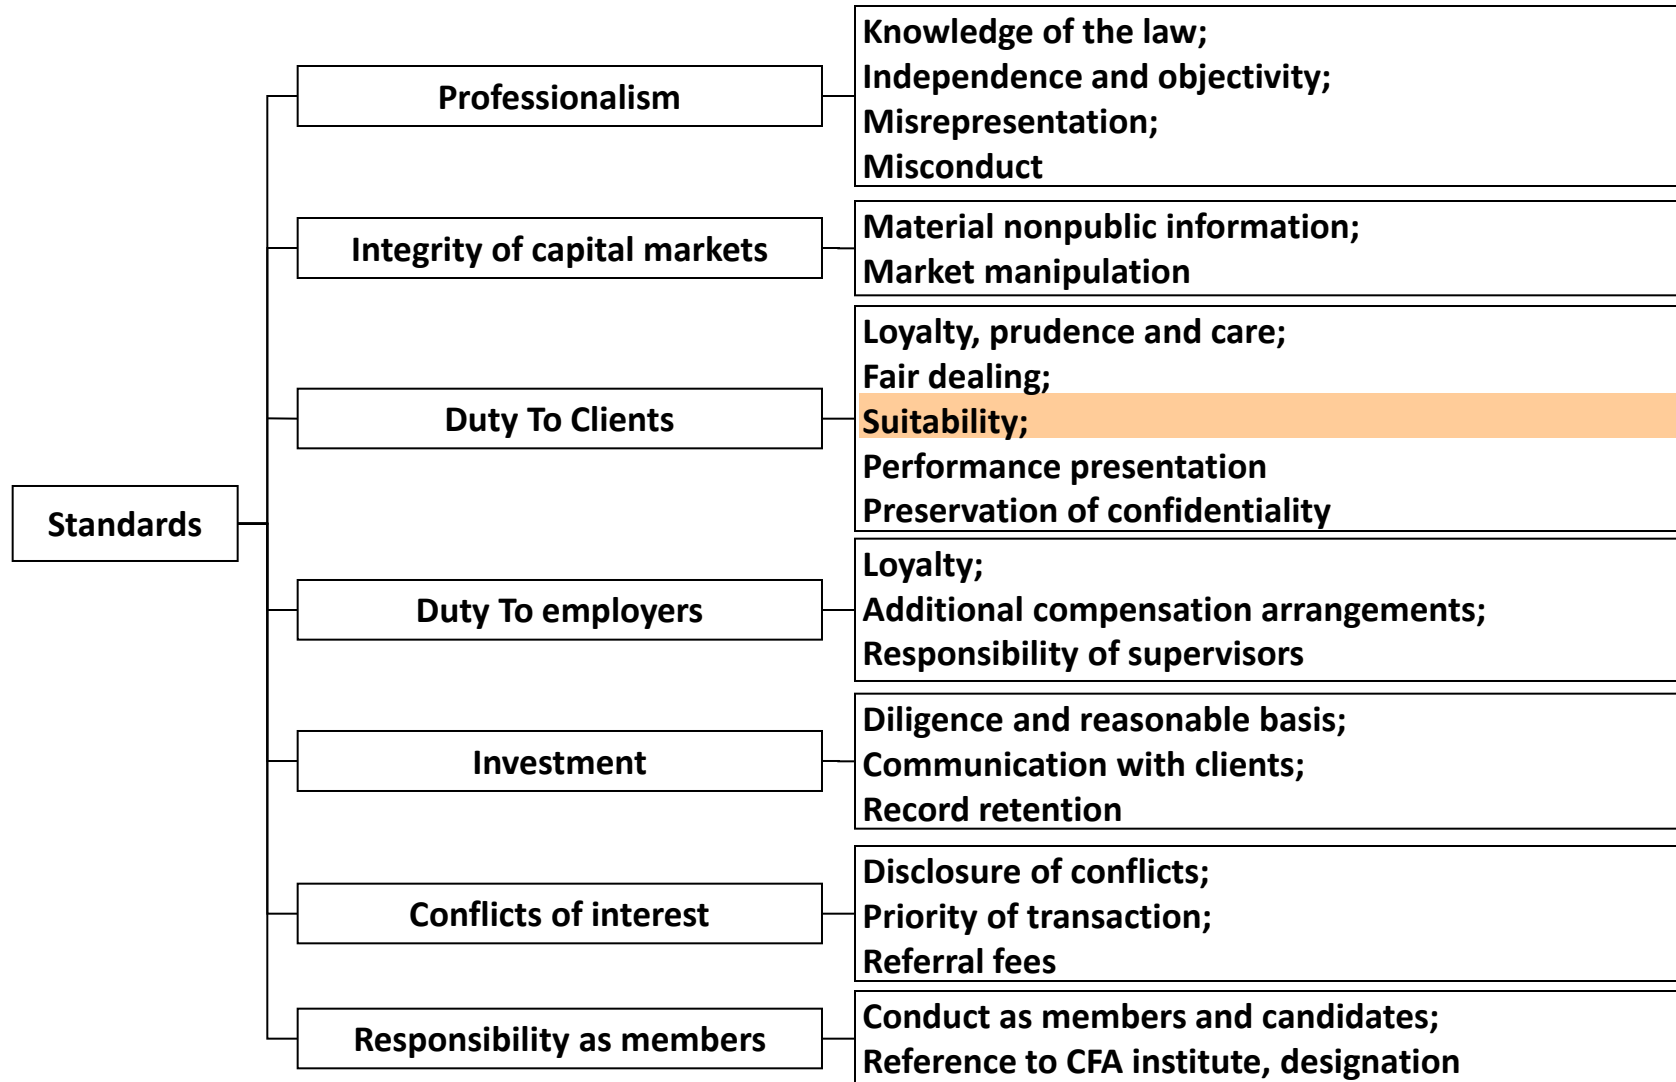 Standards
Professionalism
Knowledge of the law;
Independence and objectivity;
Misrepresentation;
Misconduct
Integrity of capital markets
Material nonpublic information;
Market manipulation
Duty To Clients
Loyalty, prudence and care;
Fair dealing;
Suitability;
Performance presentation
Preservation of confidentiality
Duty To employers
Loyalty;
Additional compensation arrangements;
Responsibility of supervisors
Investment
Diligence and reasonable basis;
Communication with clients;
Record retention
Conflicts of interest
Disclosure of conflicts;
Priority of transaction;
Referral fees
Responsibility as members
Conduct as members and candidates;
Reference to CFA institute, designation